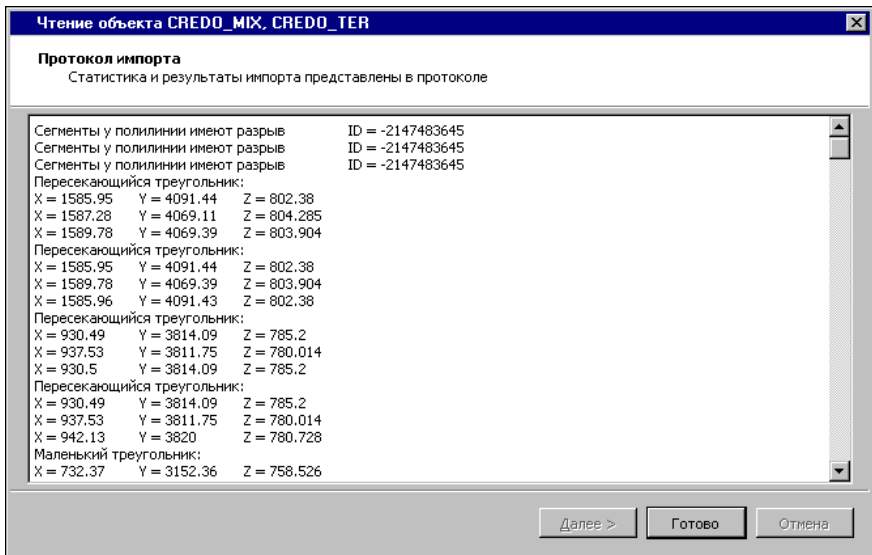 Чтение объекта CREDO_MIX, CREDO_TER
Протокол импорта
Статистика и результаты импорта представлены в протоколе
Сегменты у полилинии имеют разрыв ID = -2147483645
Сегменты у полилинии имеют разрыв ID = -2147483645
Сегменты у полилинии имеют разрыв ID = -2147483645
Пересекающийся треугольник:
X = 1585.95 Y = 4091.44 Z = 802.38
X = 1587.28 Y = 4069.11 Z = 804.285
X = 1589.78 Y = 4069.39 Z = 803.904
Пересекающийся треугольник:
X = 1585.95 Y = 4091.44 Z = 802.38
X = 1589.78 Y = 4069.39 Z = 803.904
X = 1585.96 Y = 4091.43 Z = 802.38
Пересекающийся треугольник:
X = 930.49 Y = 3814.09 Z = 785.2
X = 937.53 Y = 3811.75 Z = 780.014
X = 930.5 Y = 3814.09 Z = 785.2
Пересекающийся треугольник:
X = 930.49 Y = 3814.09 Z = 785.2
X = 937.53 Y = 3811.75 Z = 780.014
X = 942.13 Y = 3820 Z = 780.728
Маленький треугольник:
X = 732.37 Y = 3152.36 Z = 758.526
Далее > Готово Отмена